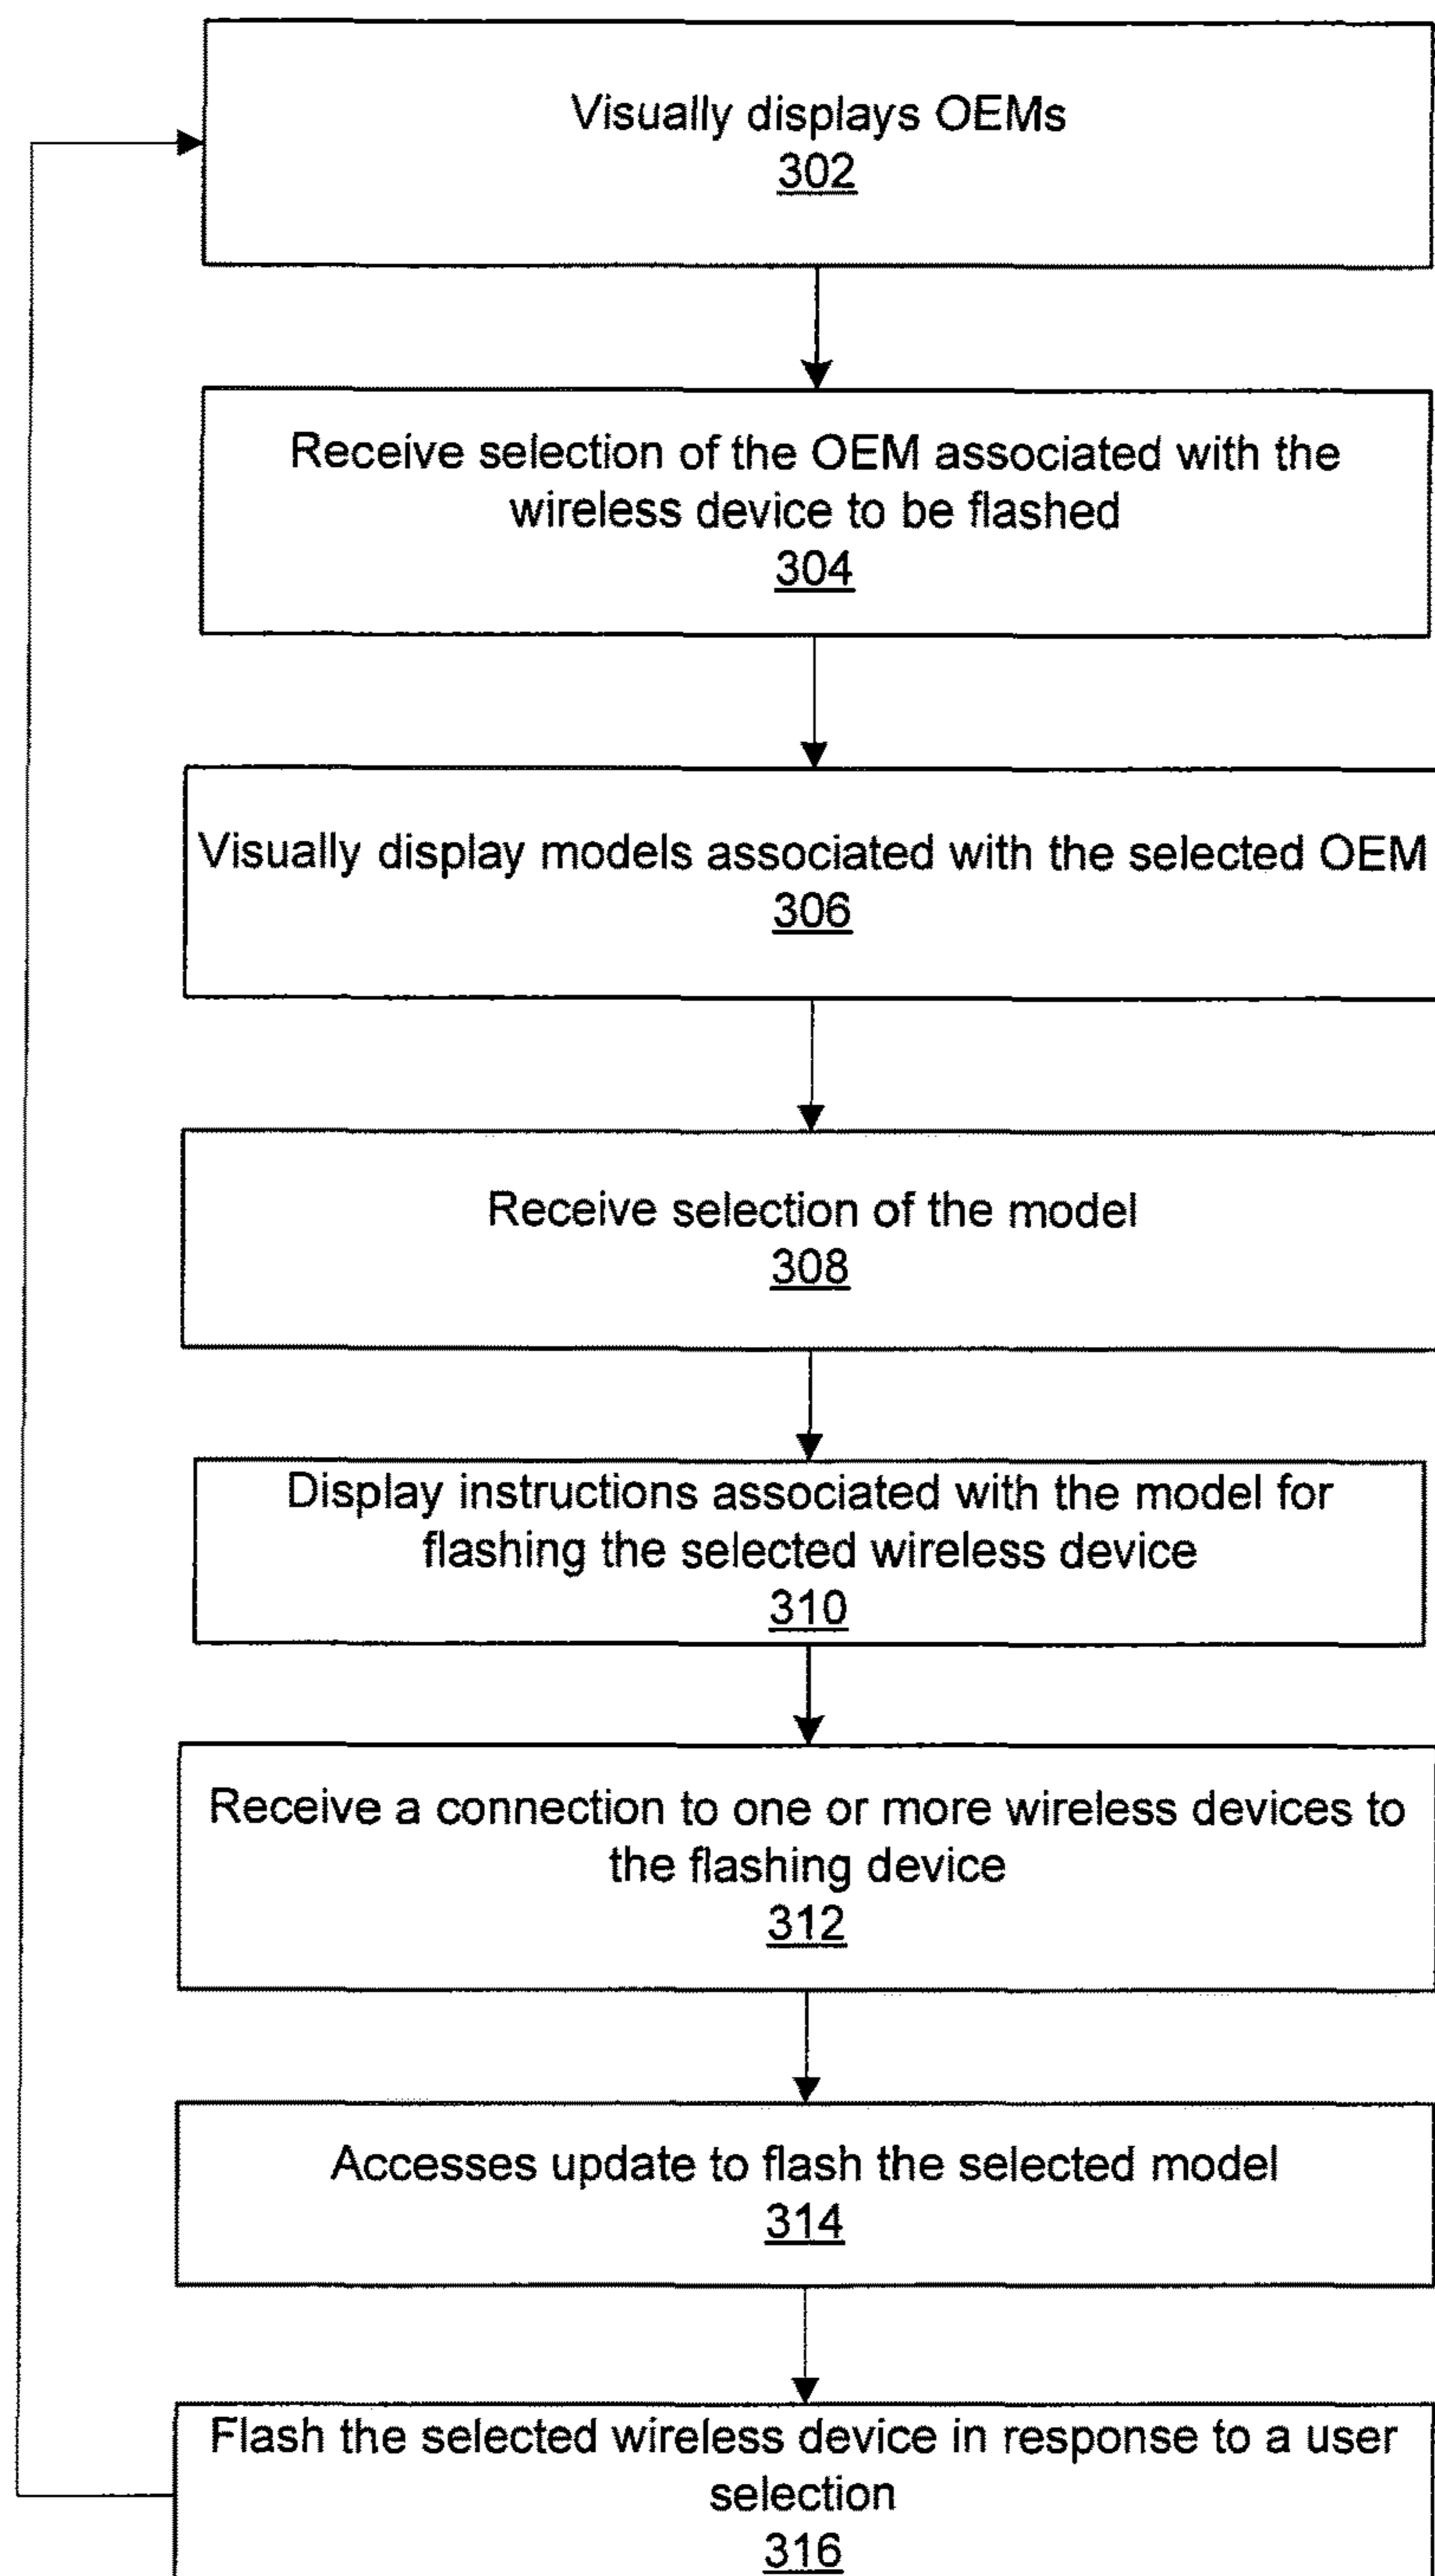 Visually displays OEMs
302
Receive selection of the OEM associated with the
wireless device to be flashed
304
Visually display models associated with the selected OEM
306
Receive selection of the model
308
Display instructions associated with the model for
flashing the selected wireless device
310
Receive a connection to one or more wireless devices to
the flashing device
312
Accesses update to flash the selected model
314
Flash the selected wireless device in response to a user
selection
316